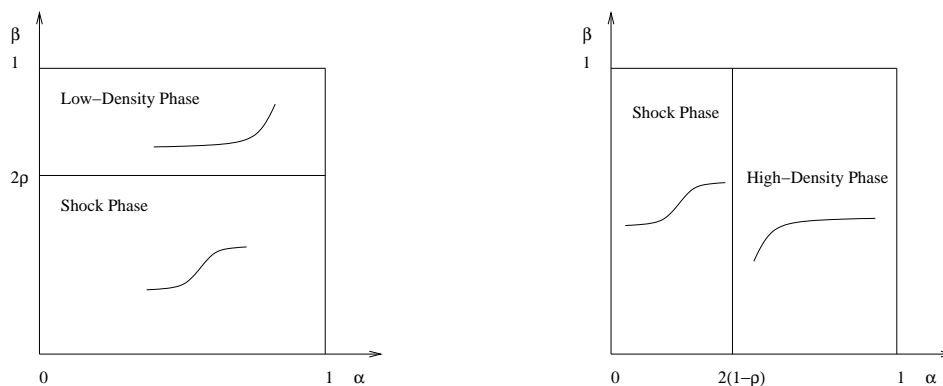 β
1
Low–Density Phase
2ρ
Shock Phase
0
1
α
β
1
Shock Phase
High–Density Phase
0
2(1–ρ)
1
α